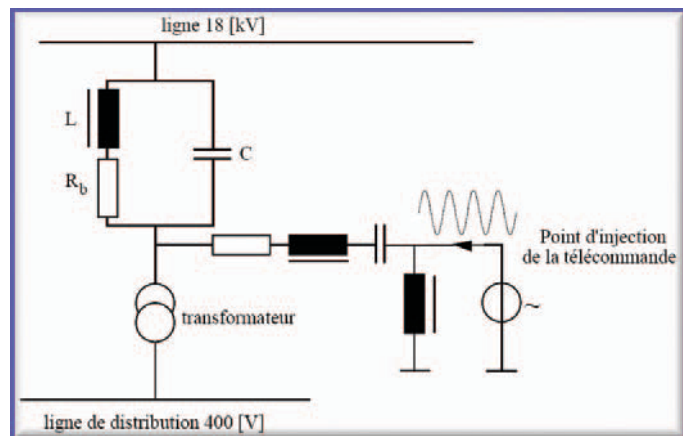 ligne 18 [kV]
L
C
R_b
Point d'injection
de la télécommande
transformateur
~
ligne de distribution 400 [V]